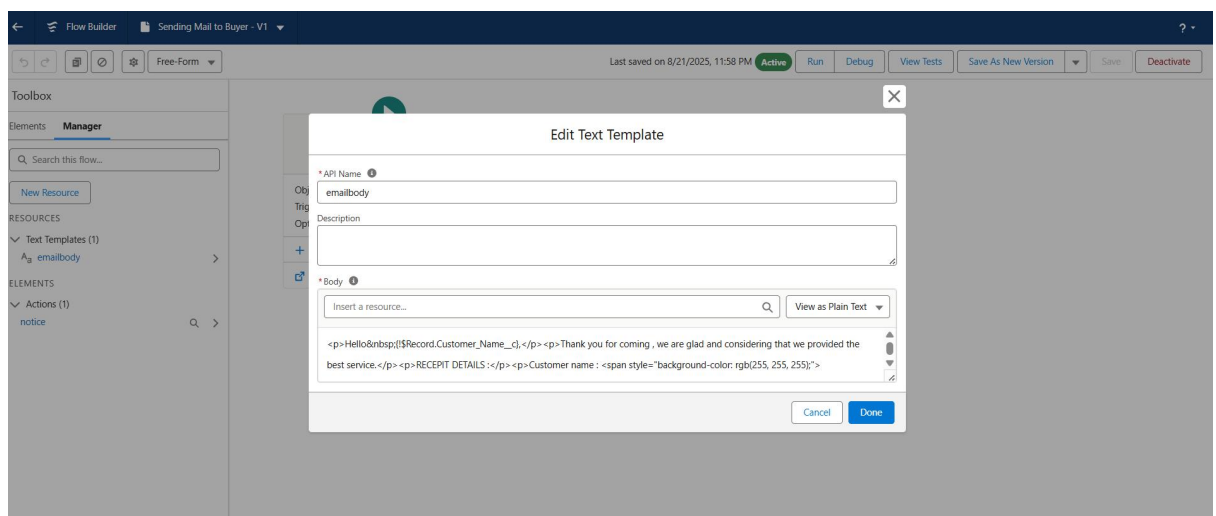 Flow Builder
Sending Mail to Buyer - V1
?
Free-Form
Last saved on 8/21/2025, 11:58 PM
Active
Run
Debug
View Tests
Save As New Version
Save
Deactivate
Toolbox
Elements
Manager
Search this flow...
New Resource
RESOURCES
Text Templates (1)
Aa emailbody
ELEMENTS
Actions (1)
notice
Obj
Trig
Opt
Edit Text Template
* API Name
emailbody
Description
* Body
Insert a resource...
View as Plain Text
<p>Hello&nbsp;{!$Record.Customer_Name__c},</p><p>Thank you for coming , we are glad and considering that we provided the
best service.</p><p>RECEPIT DETAILS :</p><p>Customer name : <span style="background-color: rgb(255, 255, 255);">
Cancel
Done